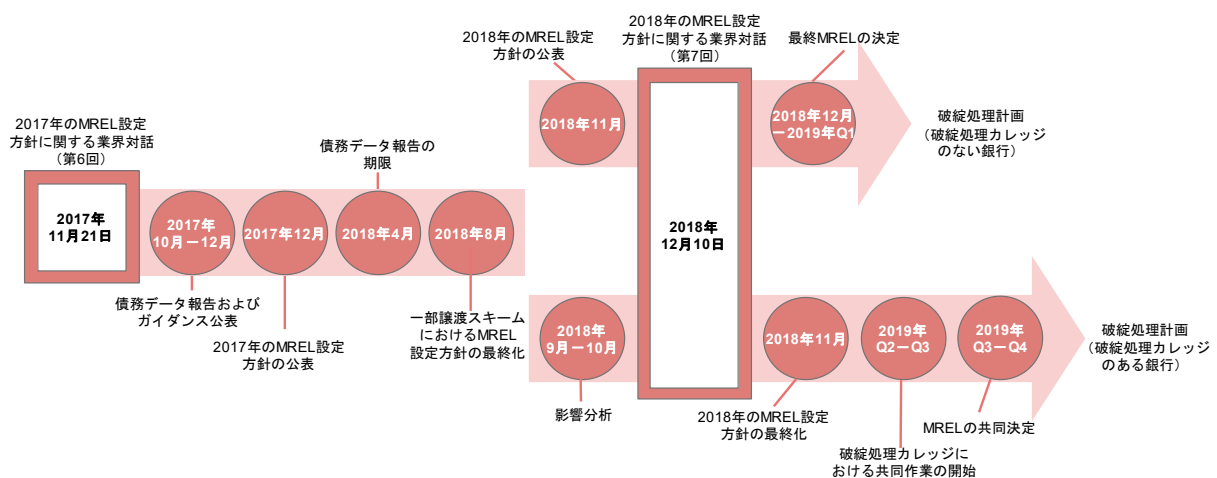 2017年のMREL設定
方針に関する業界対話
（第6回）
2017年
11月21日
2017年
10月－12月
債務データ報告および
ガイダンス公表
2017年12月
2017年のMREL設定
方針の公表
債務データ報告の
期限
2018年4月
2018年8月
一部譲渡スキーム
におけるMREL
設定方針の最終化
2018年のMREL設定
方針の公表
2018年11月
2018年のMREL設定
方針に関する業界対話
（第7回）
2018年
12月10日
最終MRELの決定
2018年12月
－2019年Q1
破綻処理計画
（破綻処理カレッジ
のない銀行）
2018年
9月－10月
影響分析
2018年11月
2018年のMREL設定
方針の最終化
2019年
Q2－Q3
破綻処理カレッジに
おける共同作業の開始
2019年
Q3－Q4
MRELの共同決定
破綻処理計画
（破綻処理カレッジ
のある銀行）